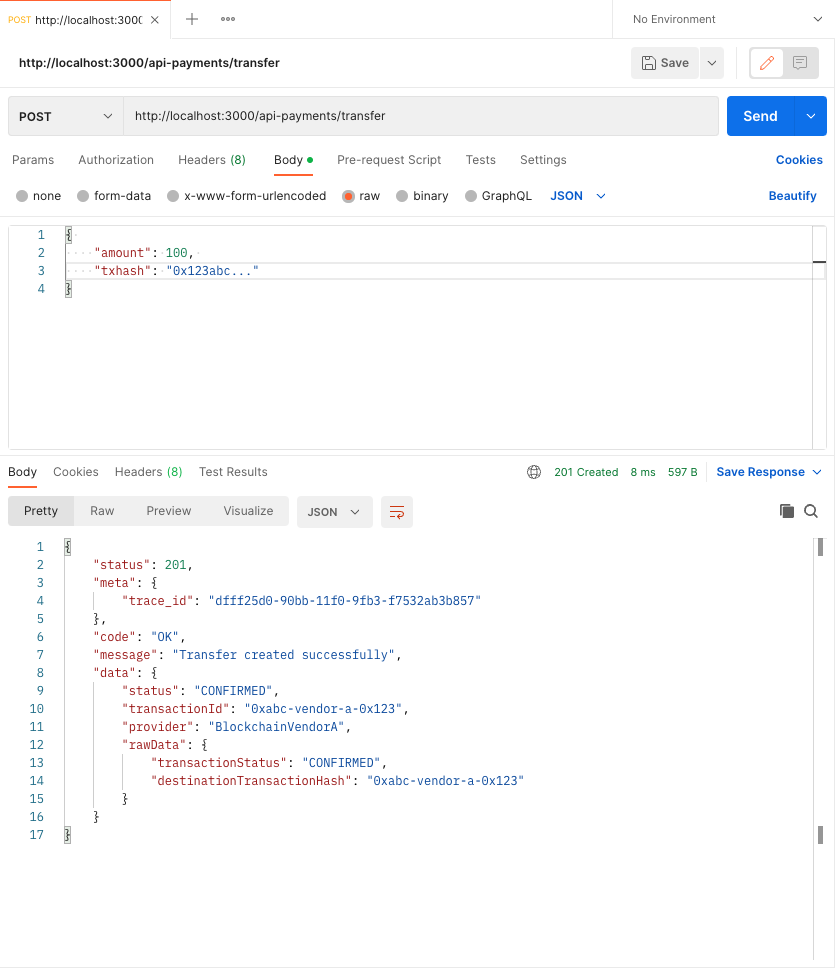 POST http://localhost:3000
No Environment
http://localhost:3000/api-payments/transfer
Save
POST http://localhost:3000/api-payments/transfer Send
Params Authorization Headers (8) Body Pre-request Script Tests Settings Cookies
none form-data x-www-form-urlencoded raw binary GraphQL JSON Beautify
1 {
2 "amount": 100,
3 "txhash": "0x123abc..."
4 }
Body Cookies Headers (8) Test Results 201 Created 8 ms 597 B Save Response
Pretty Raw Preview Visualize JSON
1 {
2 "status": 201,
3 "meta": {
4 "trace_id": "dfff25d0-90bb-11f0-9fb3-f7532ab3b857"
5 },
6 "code": "OK",
7 "message": "Transfer created successfully",
8 "data": {
9 "status": "CONFIRMED",
10 "transactionId": "0xabc-vendor-a-0x123",
11 "provider": "BlockchainVendorA",
12 "rawData": {
13 "transactionStatus": "CONFIRMED",
14 "destinationTransactionHash": "0xabc-vendor-a-0x123"
15 }
16 }
17 }